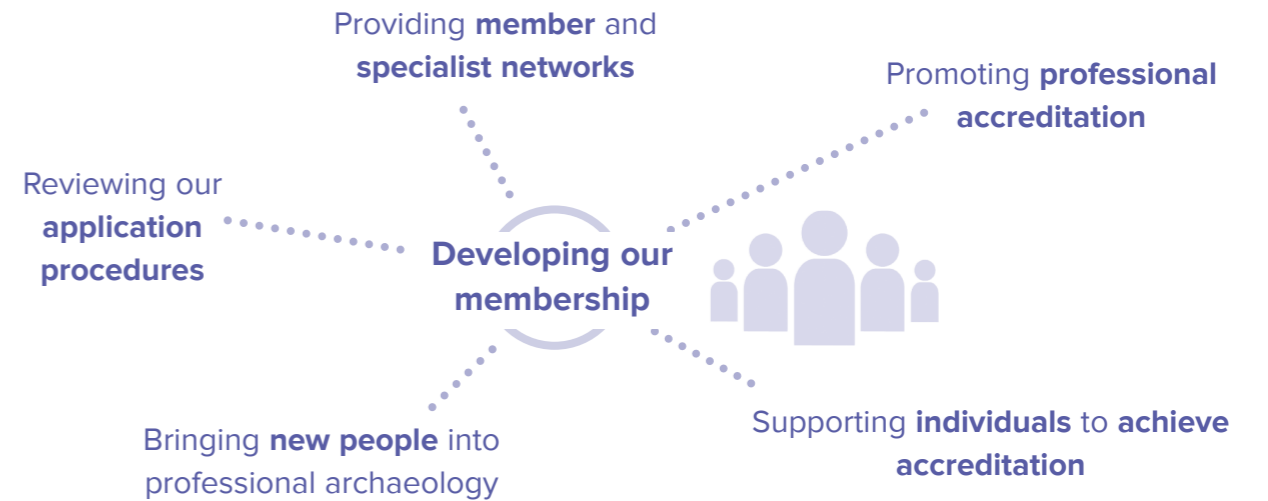 Providing member and
specialist networks
Promoting professional
accreditation
Reviewing our
application
procedures
Developing our
membership
Bringing new people into
professional archaeology
Supporting individuals to achieve
accreditation